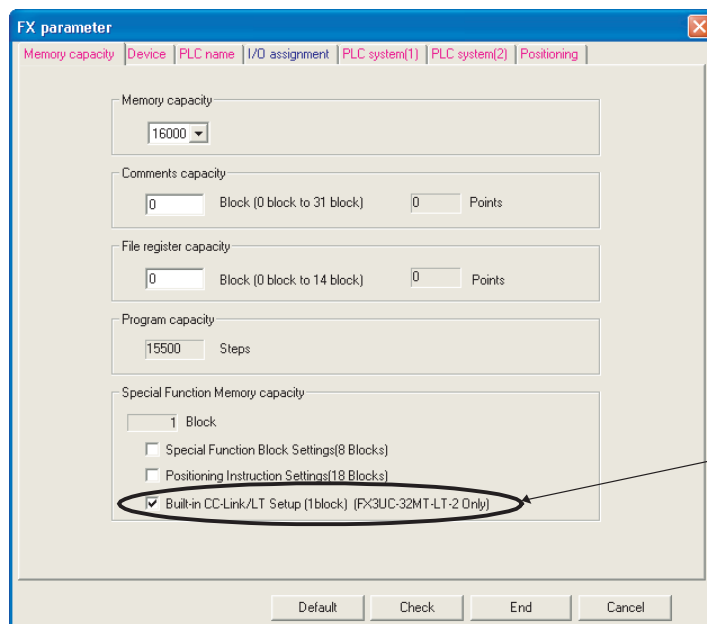 FX parameter
Memory capacity Device PLC name I/O assignment PLC system(1) PLC system(2) Positioning
Memory capacity
16000
Comments capacity
0 Block (0 block to 31 block) 0 Points
File register capacity
0 Block (0 block to 14 block) 0 Points
Program capacity
15500 Steps
Special Function Memory capacity
1 Block
Special Function Block Settings(8 Blocks)
Positioning Instruction Settings(18 Blocks)
Built-in CC-Link/LT Setup (1block) (FX3UC-32MT-LT-2 Only)
Default Check End Cancel